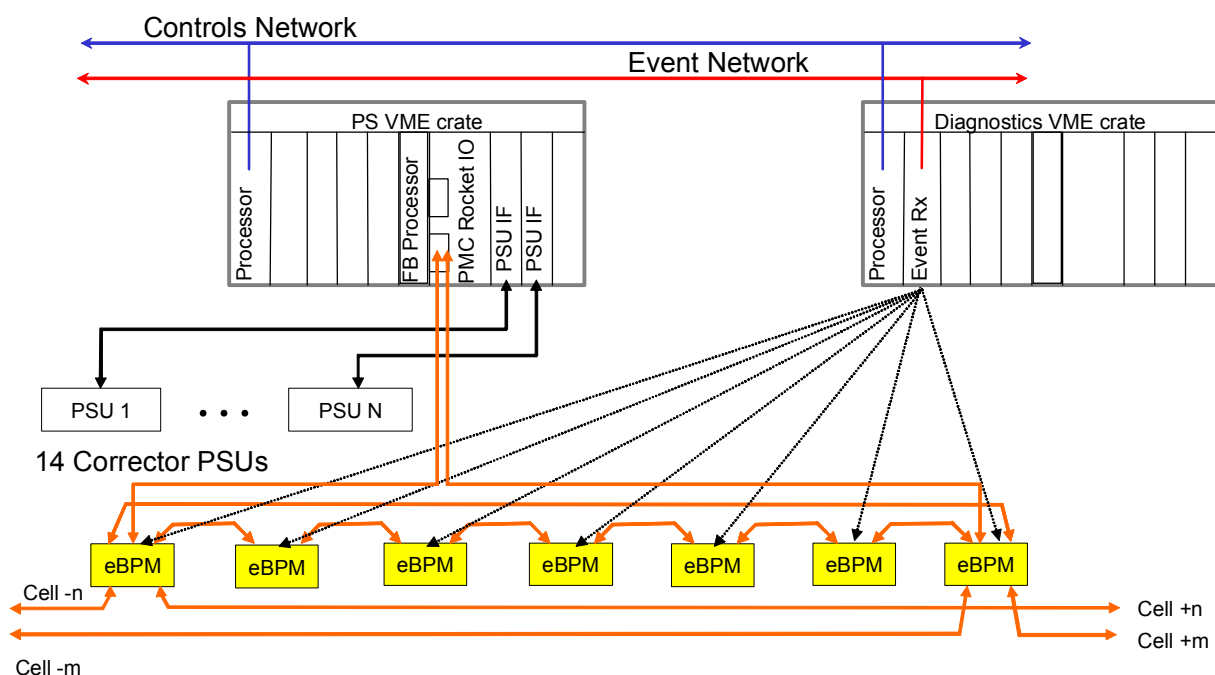 Controls Network
Event Network
PS VME crate
Diagnostics VME crate
Processor
FB Processor
PMC Rocket IO
PSU IF
PSU IF
Processor
Event Rx
PSU 1
• • •
PSU N
14 Corrector PSUs
eBPM
eBPM
eBPM
eBPM
eBPM
eBPM
eBPM
Cell -n
Cell +n
Cell +m
Cell -m